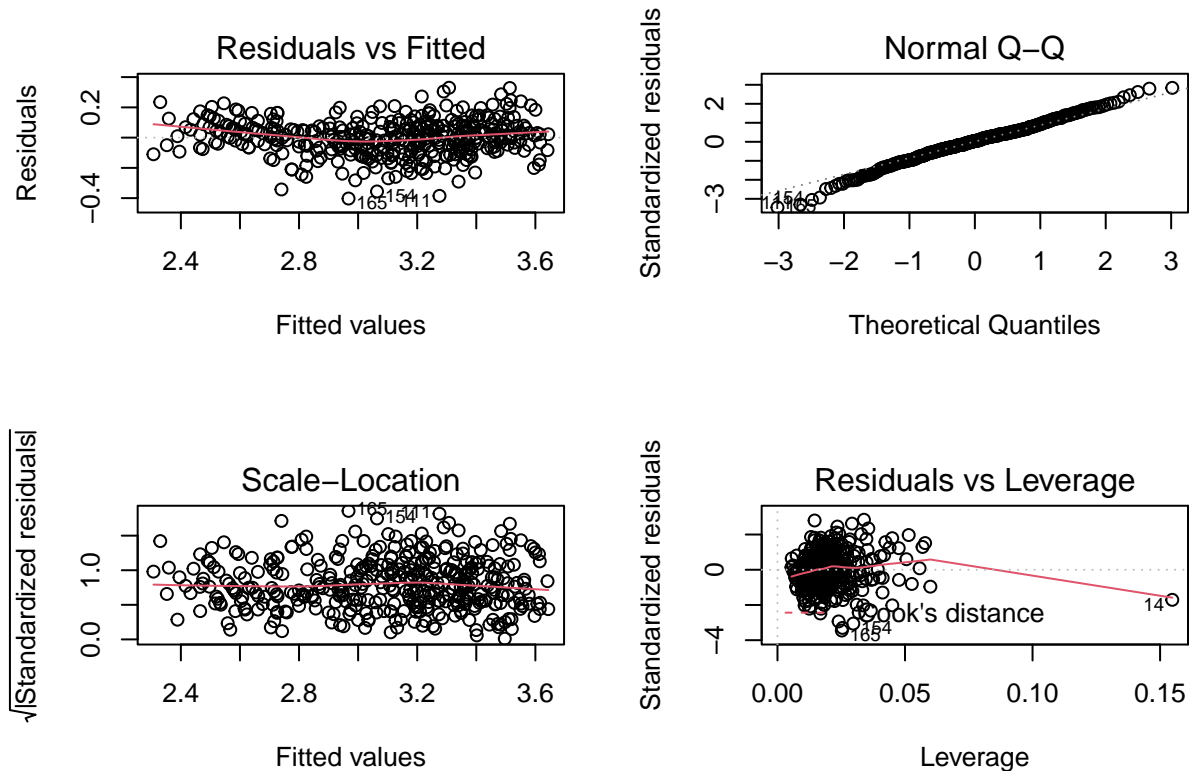 Residuals vs Fitted
Residuals
0.2
−0.4
165
154
111
2.4 2.8 3.2 3.6
Fitted values
Normal Q−Q
Standardized residuals
2
0
−3
154
−3 −2 −1 0 1 2 3
Theoretical Quantiles
Scale−Location
√|Standardized residuals|
1.0
0.0
165
154
111
2.4 2.8 3.2 3.6
Fitted values
Residuals vs Leverage
Standardized residuals
0
−4
14
Cook's distance
154
165
0.00 0.05 0.10 0.15
Leverage